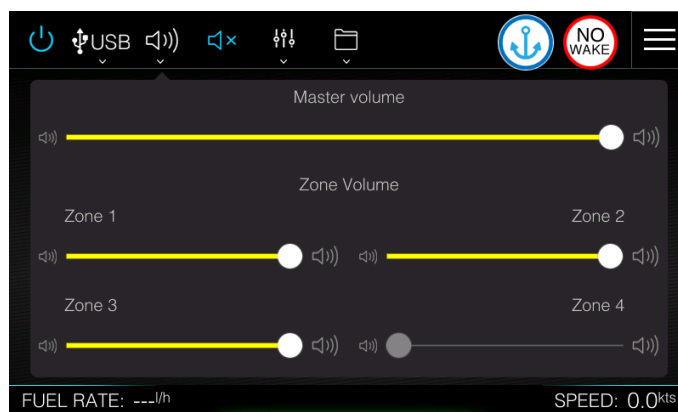 USB
NO
WAKE
Master volume
Zone Volume
Zone 1
Zone 2
Zone 3
Zone 4
FUEL RATE: ---l/h
SPEED: 0.0kts